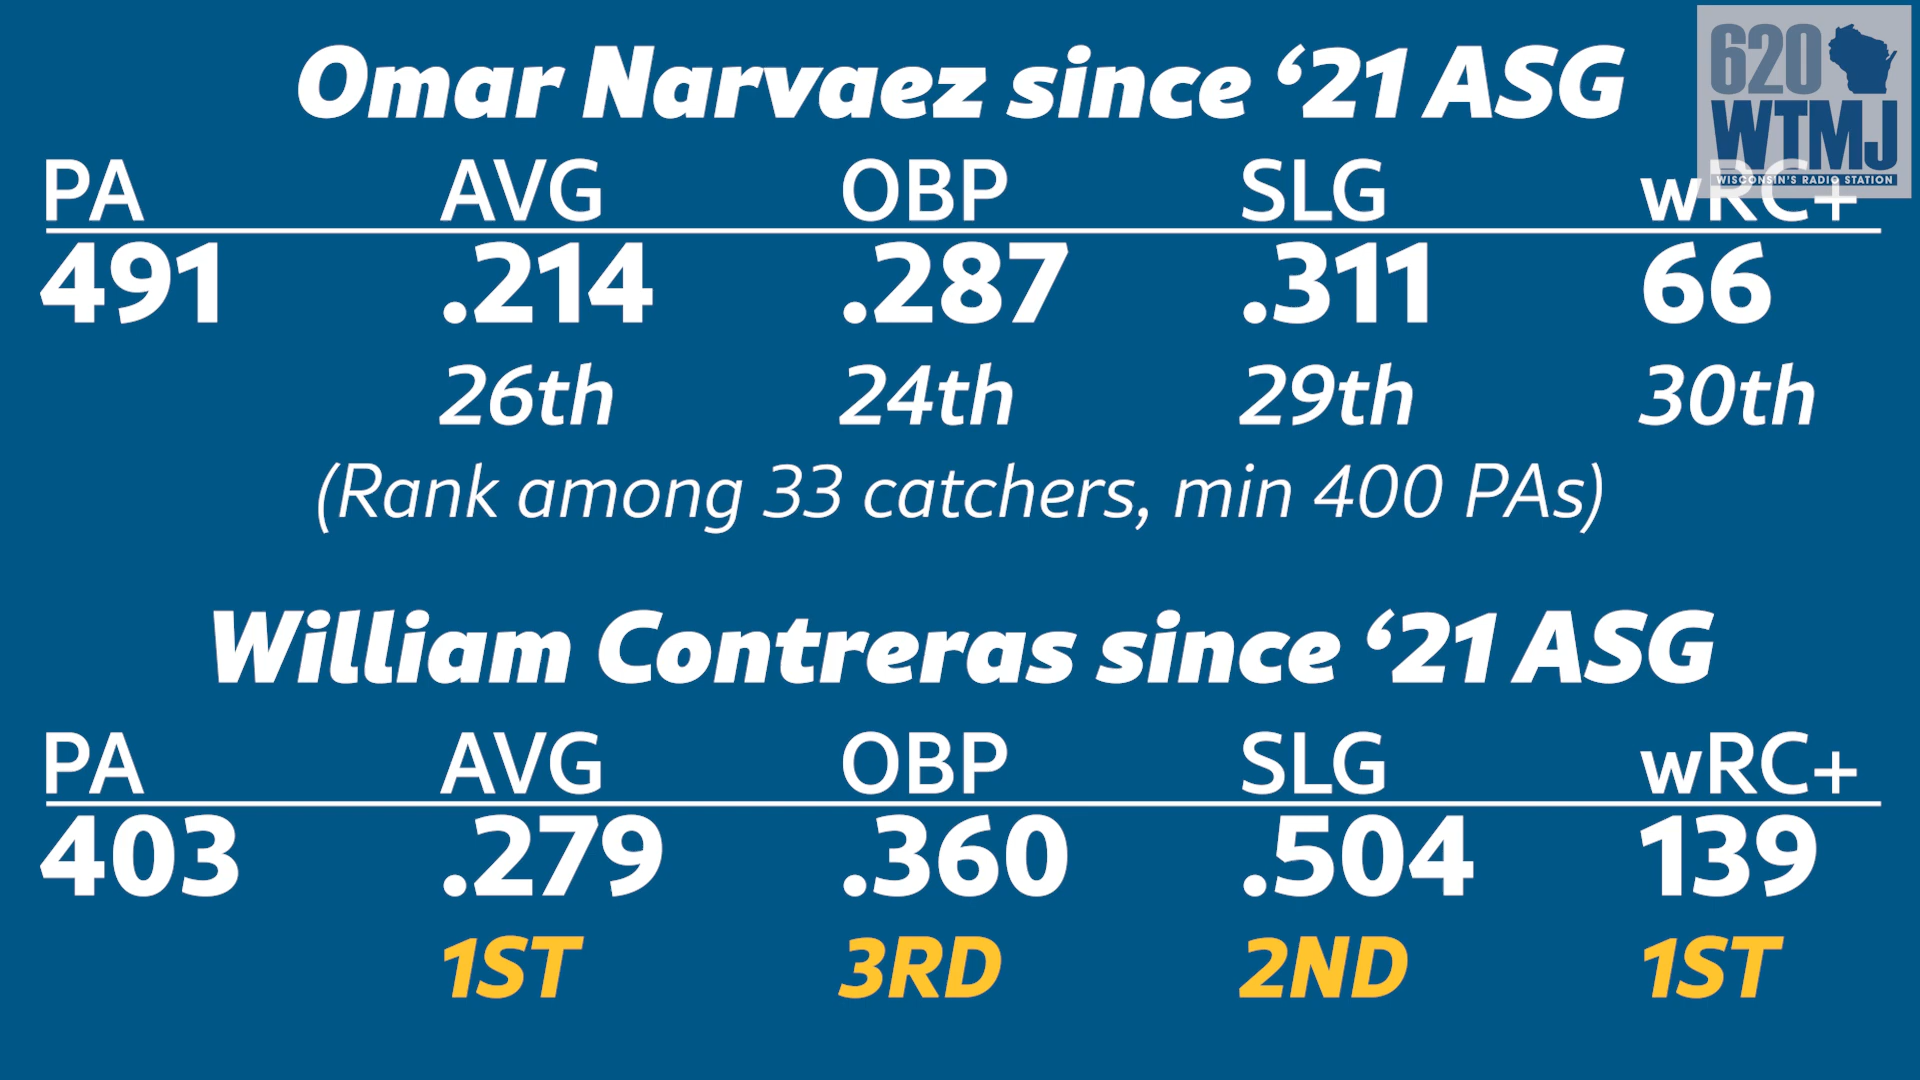 Omar Narvaez since ‘21 ASG
620
WTMJ
WISCONSIN'S RADIO STATION
PA AVG OBP SLG wRC+
491 .214 .287 .311 66
26th 24th 29th 30th
(Rank among 33 catchers, min 400 PAs)
William Contreras since ‘21 ASG
PA AVG OBP SLG wRC+
403 .279 .360 .504 139
1ST 3RD 2ND 1ST